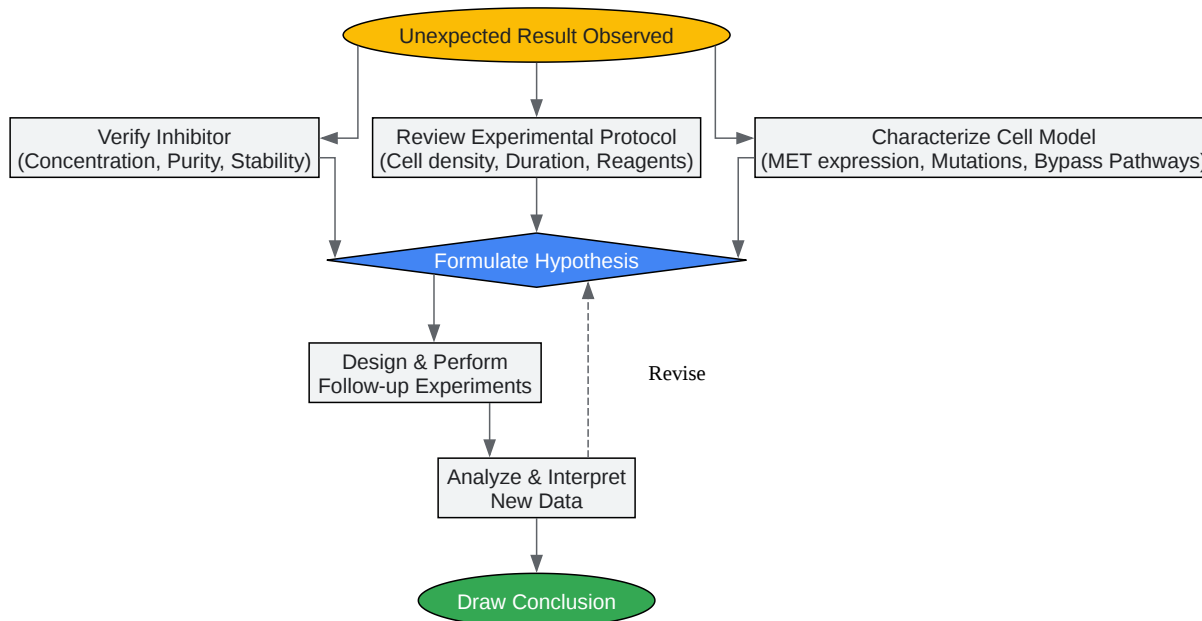 Unexpected Result Observed
Verify Inhibitor
(Concentration, Purity, Stability)
Review Experimental Protocol
(Cell density, Duration, Reagents)
Characterize Cell Model
(MET expression, Mutations, Bypass Pathways)
Formulate Hypothesis
Design & Perform
Follow-up Experiments
Revise
Analyze & Interpret
New Data
Draw Conclusion